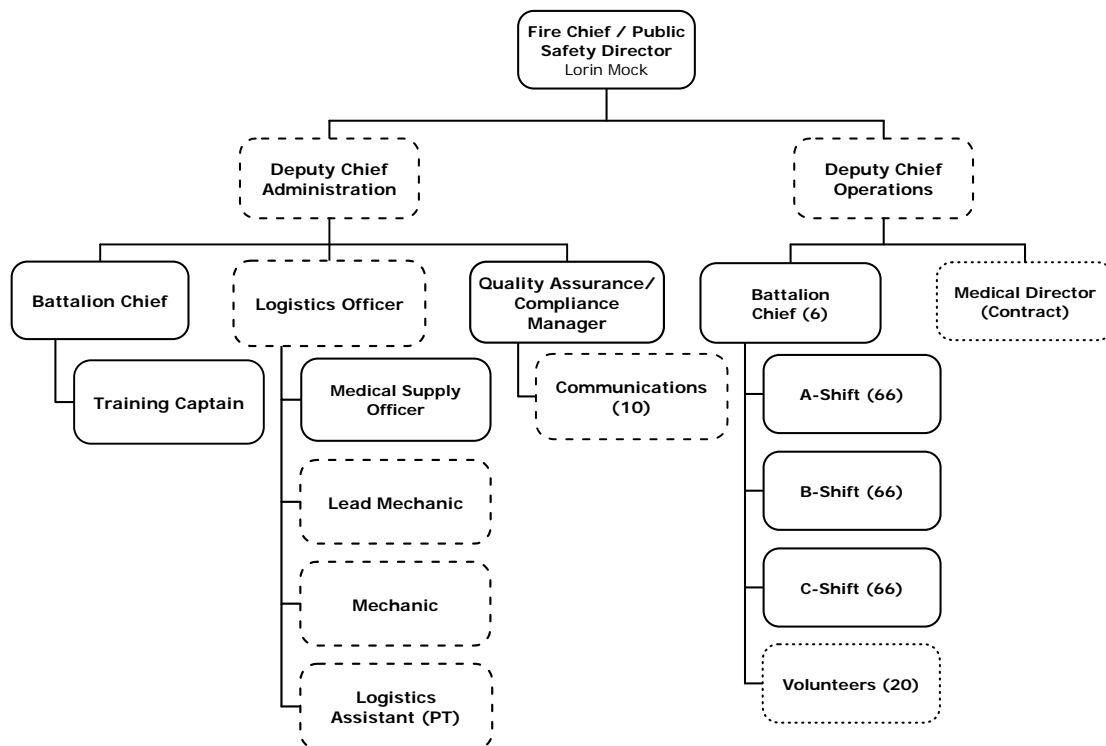 Fire Chief / Public
Safety Director
Lorin Mock
Deputy Chief
Administration
Deputy Chief
Operations
Battalion Chief
Logistics Officer
Quality Assurance/
Compliance
Manager
Battalion
Chief (6)
Medical Director
(Contract)
Training Captain
Medical Supply
Officer
Communications
(10)
A-Shift (66)
Lead Mechanic
B-Shift (66)
Mechanic
C-Shift (66)
Logistics
Assistant (PT)
Volunteers (20)